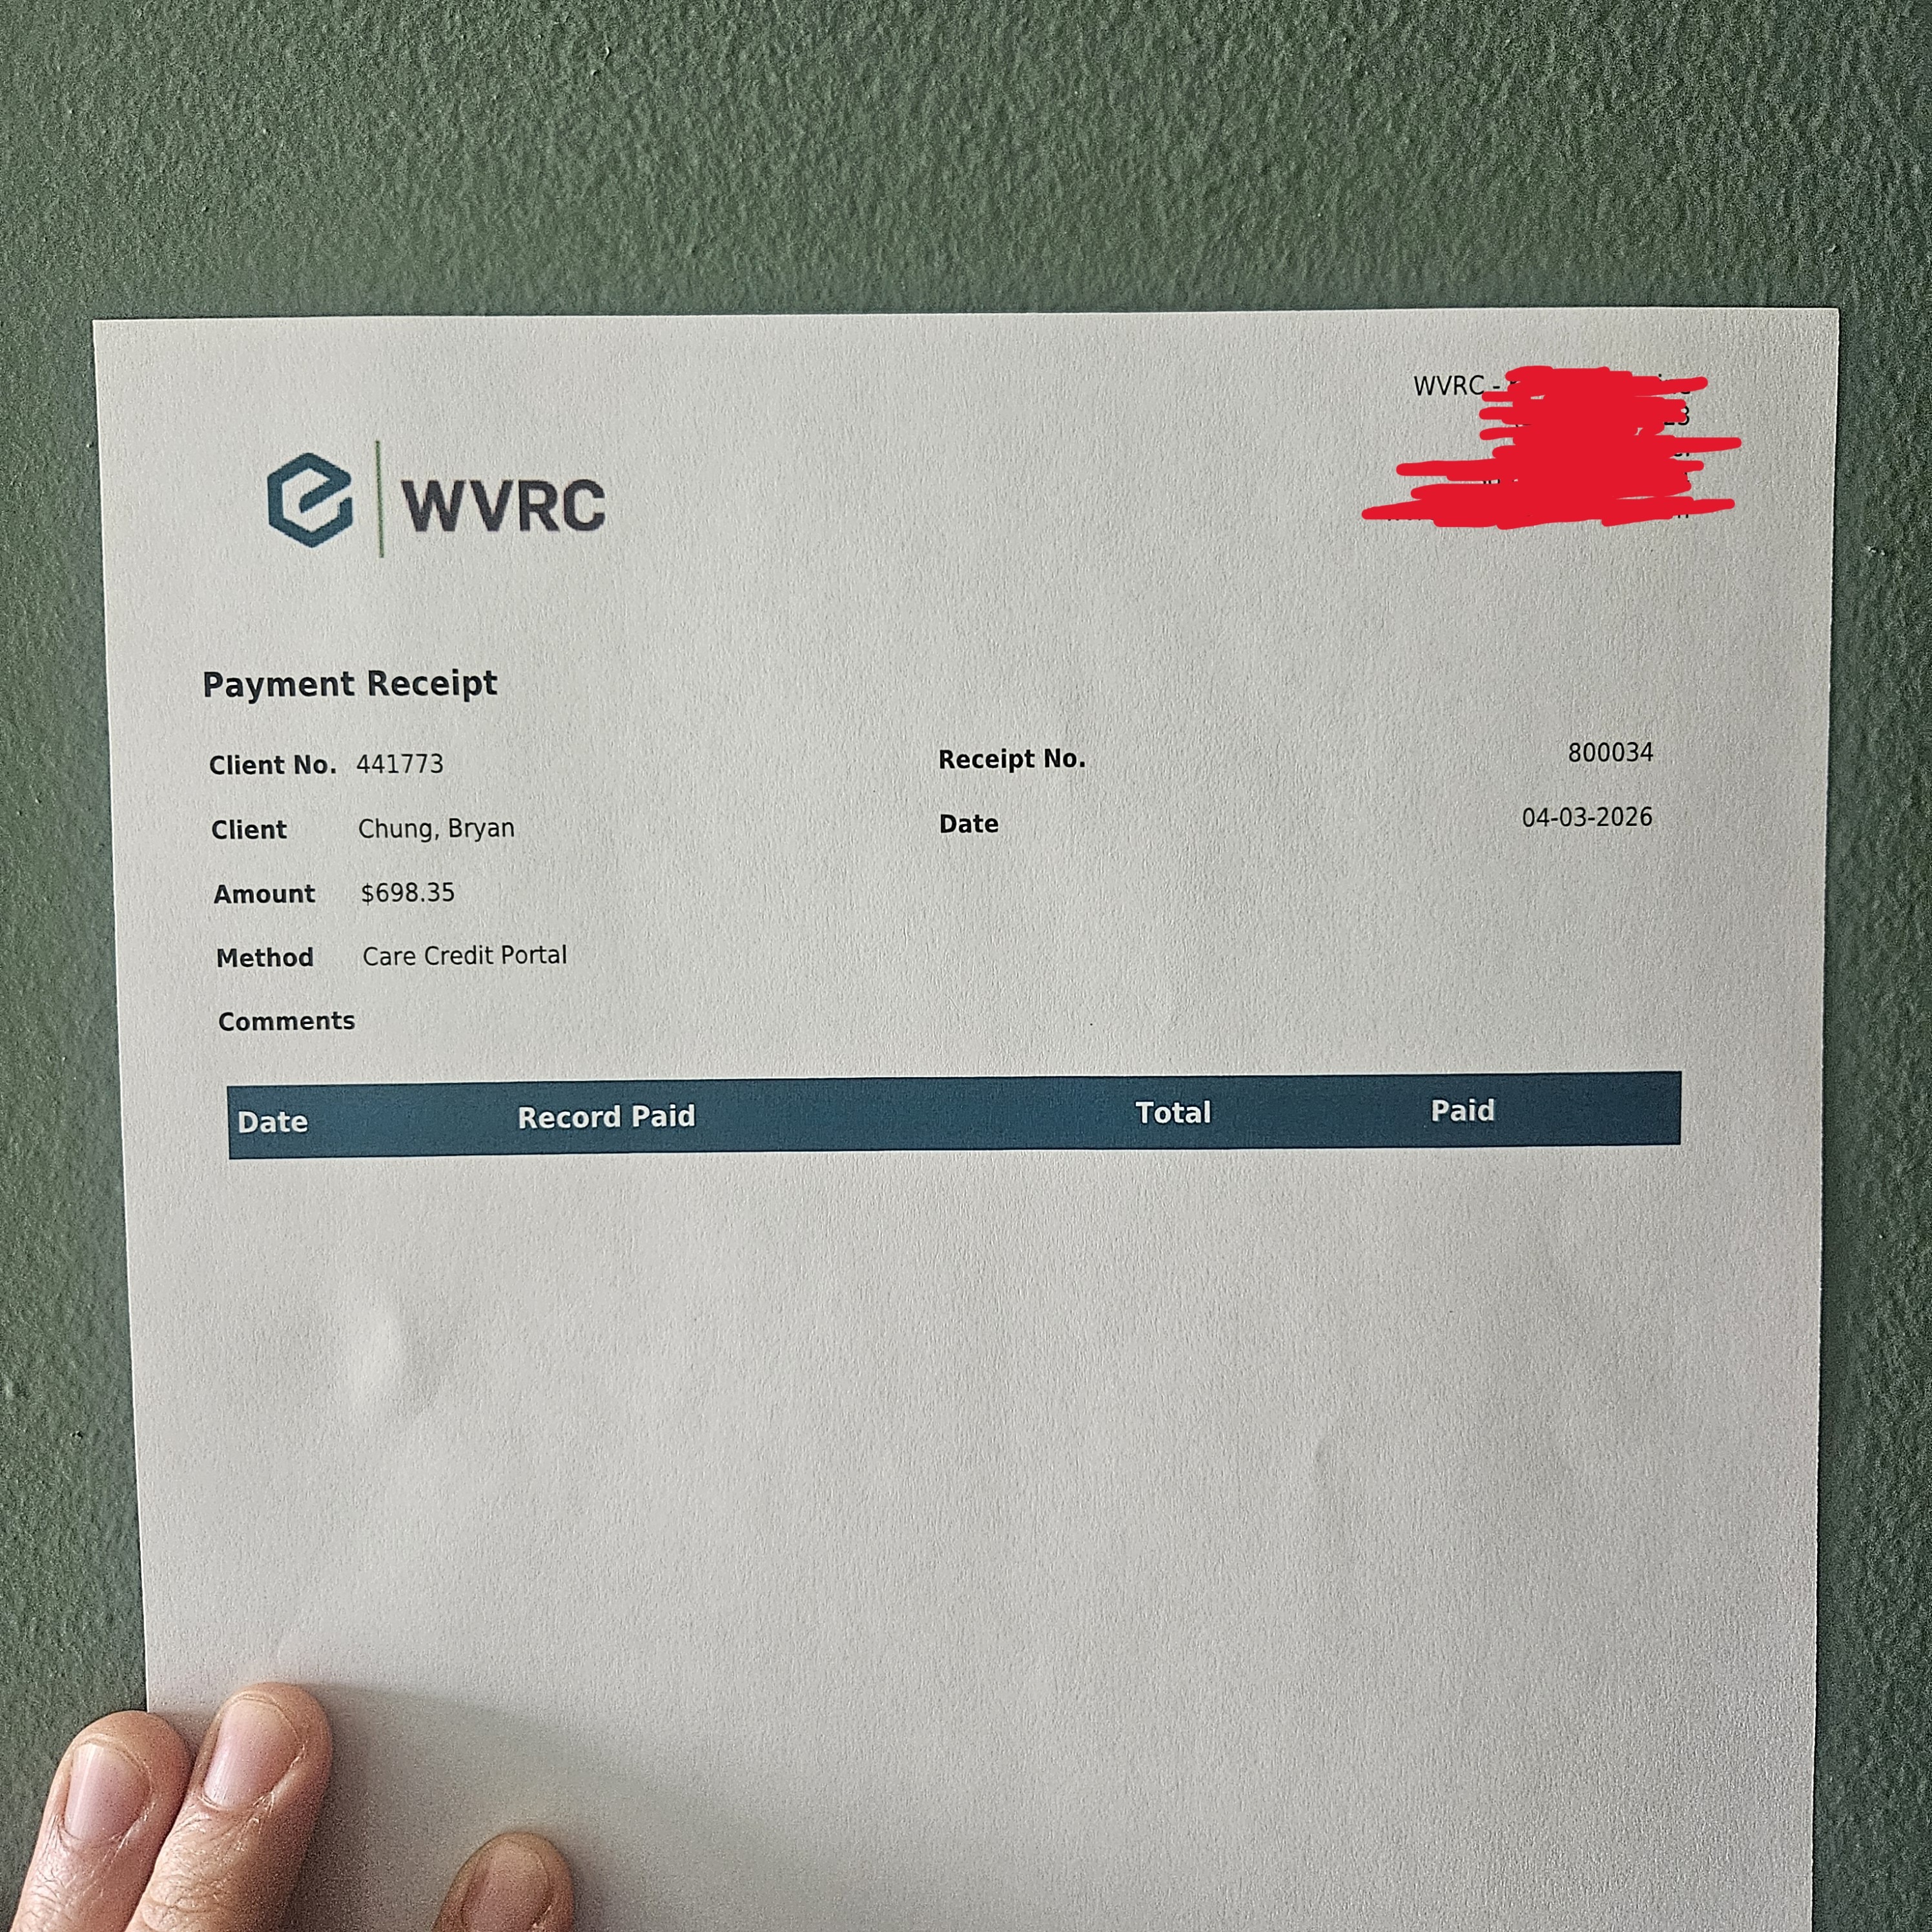 WVRC -
WVRC
Payment Receipt
Client No. 441773
Receipt No. 800034
Client Chung, Bryan
Date 04-03-2026
Amount $698.35
Method Care Credit Portal
Comments
Date Record Paid Total Paid